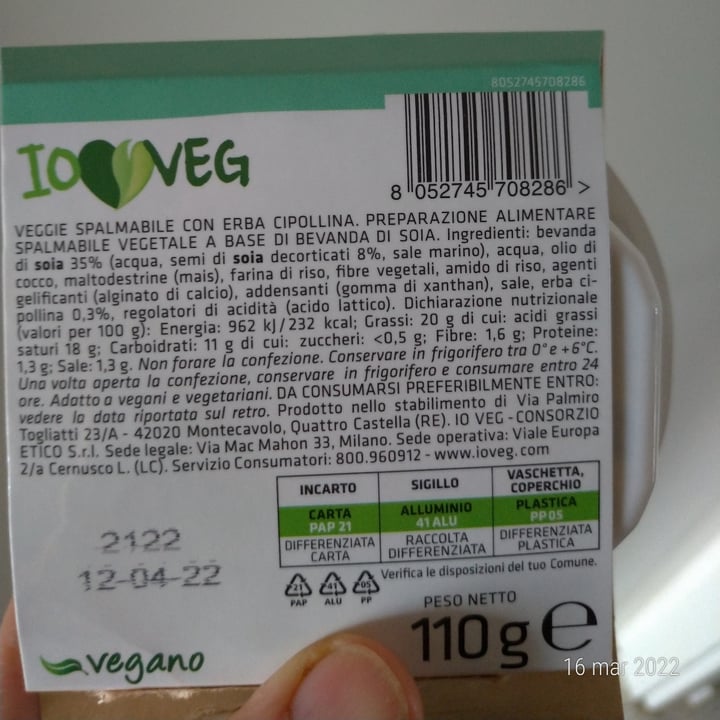 8052745708286
IO VEG
8 052745 708286 >
VEGGIE SPALMABILE CON ERBA CIPOLLINA. PREPARAZIONE ALIMENTARE
SPALMABILE VEGETALE A BASE DI BEVANDA DI SOIA. Ingredienti: bevanda
di soia 35% (acqua, semi di soia decorticati 8%, sale marino), acqua, olio di
cocco, maltodestrine (mais), farina di riso, fibre vegetali, amido di riso, agenti
gelificanti (alginato di calcio), addensanti (gomma di xanthan), sale, erba ci-
pollina 0,3%, regolatori di acidità (acido lattico). Dichiarazione nutrizionale
(valori per 100 g): Energia: 962 kJ/232 kcal; Grassi: 20 g di cui: acidi grassi
saturi 18 g; Carboidrati: 11 g di cui: zuccheri: <0,5 g; Fibre: 1,6 g; Proteine:
1,3 g; Sale: 1,3 g. Non forare la confezione. Conservare in frigorifero tra 0° e +6°C.
Una volta aperta la confezione, conservare in frigorifero e consumare entro 24
ore. Adatto a vegani e vegetariani. DA CONSUMARSI PREFERIBILMENTE ENTRO:
vedere la data riportata sul retro. Prodotto nello stabilimento di Via Palmiro
Togliatti 23/A - 42020 Montecavolo, Quattro Castella (RE). IO VEG - CONSORZIO
ETICO S.r.l. Sede legale: Via Mac Mahon 33, Milano. Sede operativa: Viale Europa
2/a Cernusco L. (LC). Servizio Consumatori: 800.960912 - www.ioveg.com
INCARTO SIGILLO VASCHETTA, COPERCHIO
CARTA ALLUMINIO PLASTICA
PAP 21 41 ALU PP 05
DIFFERENZIATA RACCOLTA DIFFERENZIATA
CARTA DIFFERENZIATA PLASTICA
Verifica le disposizioni del tuo Comune.
21 41 05
PAP ALU PP
2122
12-04-22
PESO NETTO
110 g e
vegano
16 mar 2022